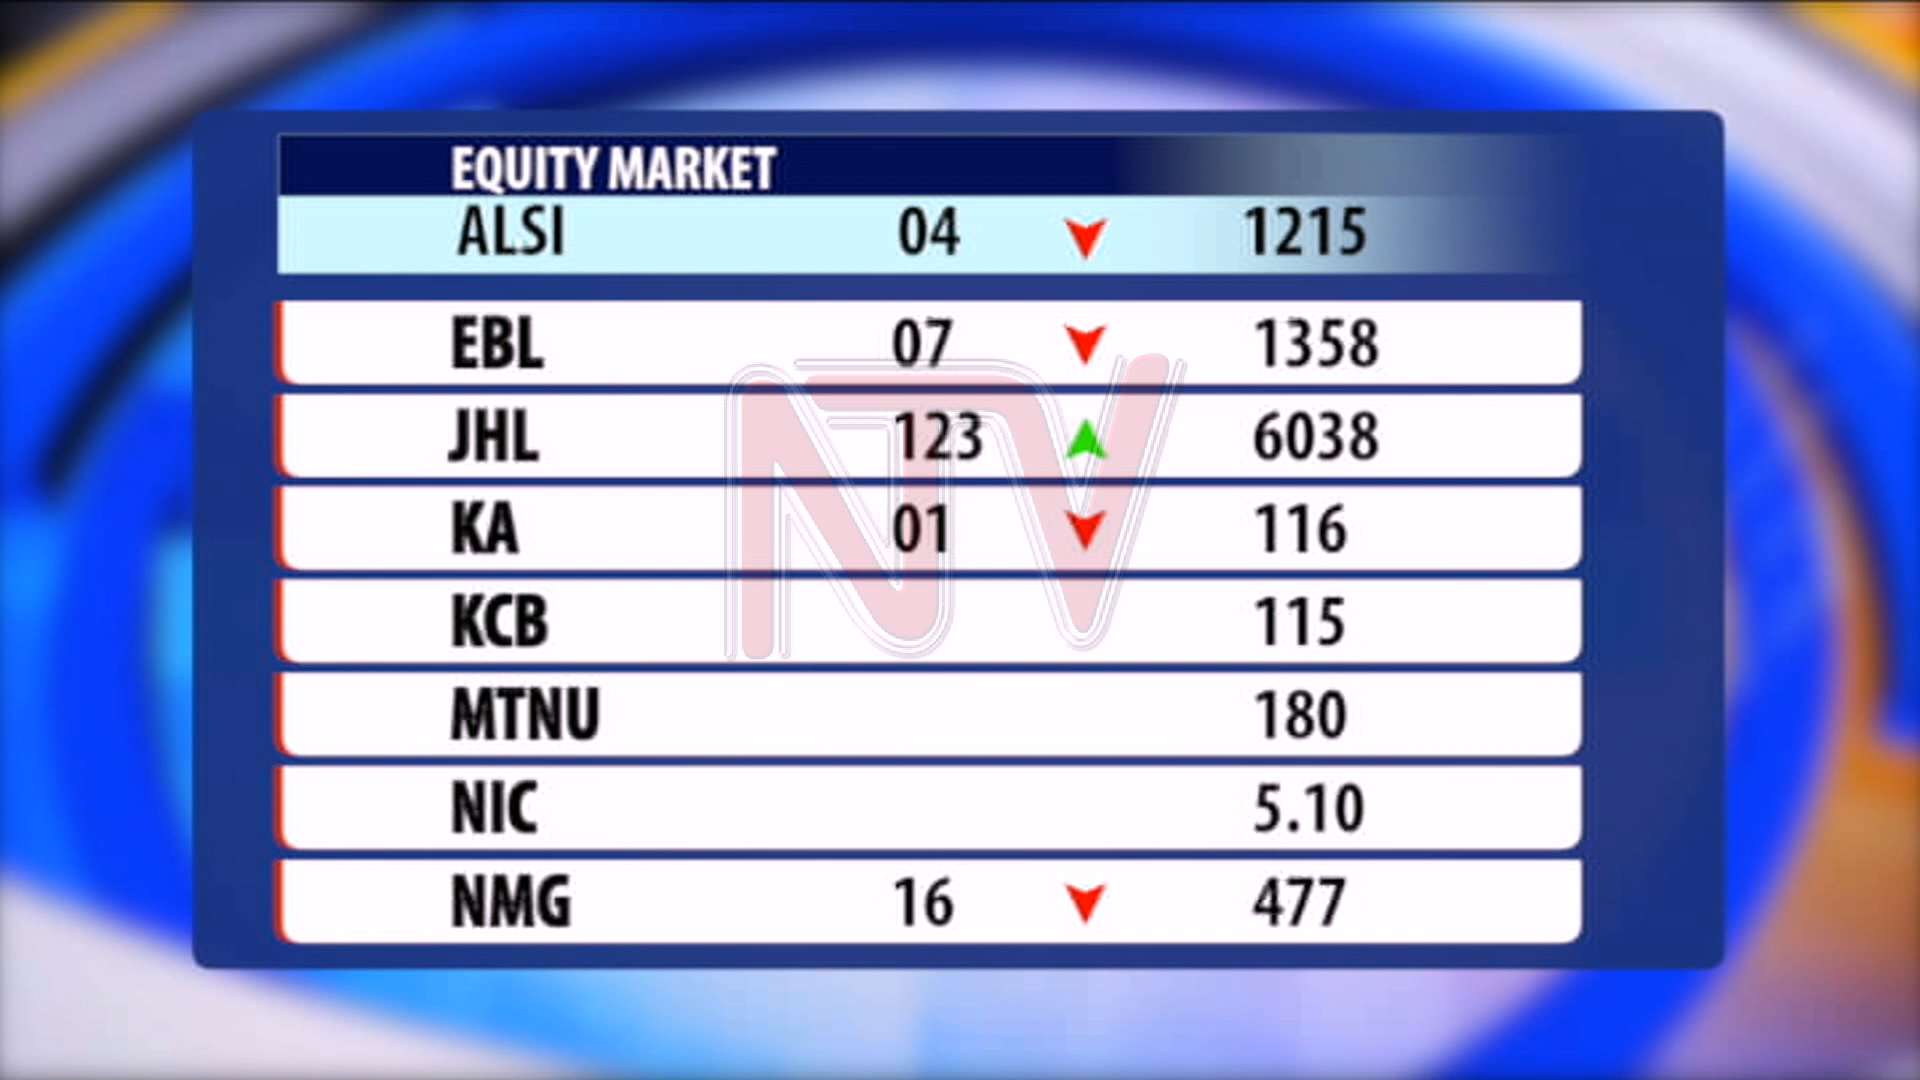 EQUITY MARKET
ALSI 04 1215
EBL 07 1358
JHL 123 6038
KA 01 116
KCB 115
MTNU 180
NIC 5.10
NMG 16 477
NTV